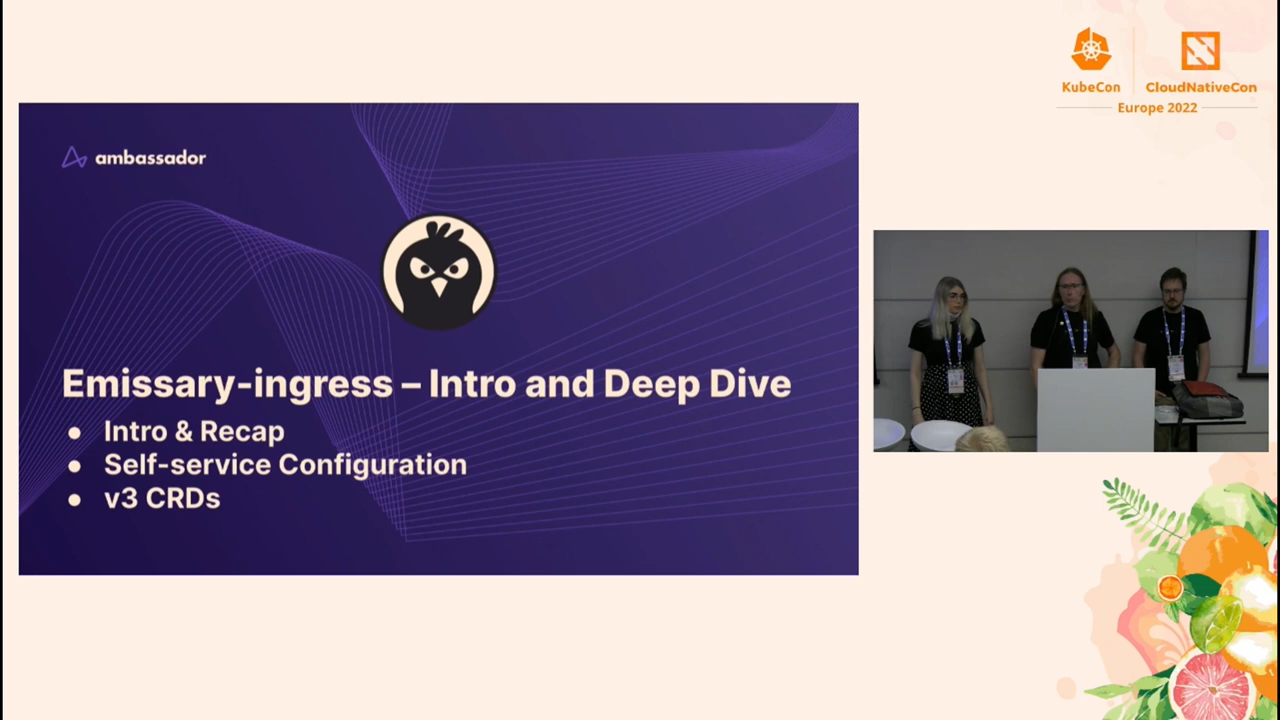 KubeCon
CloudNativeCon
Europe 2022
ambassador
Emissary-ingress – Intro and Deep Dive
● Intro & Recap
● Self-service Configuration
● v3 CRDs